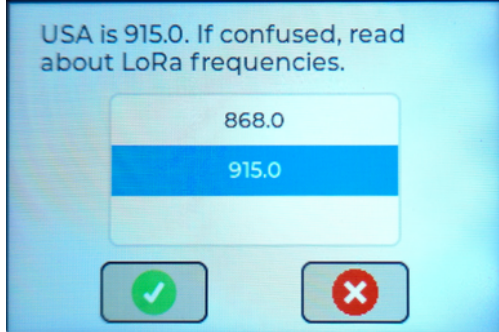 USA is 915.0. If confused, read
about LoRa frequencies.
868.0
915.0